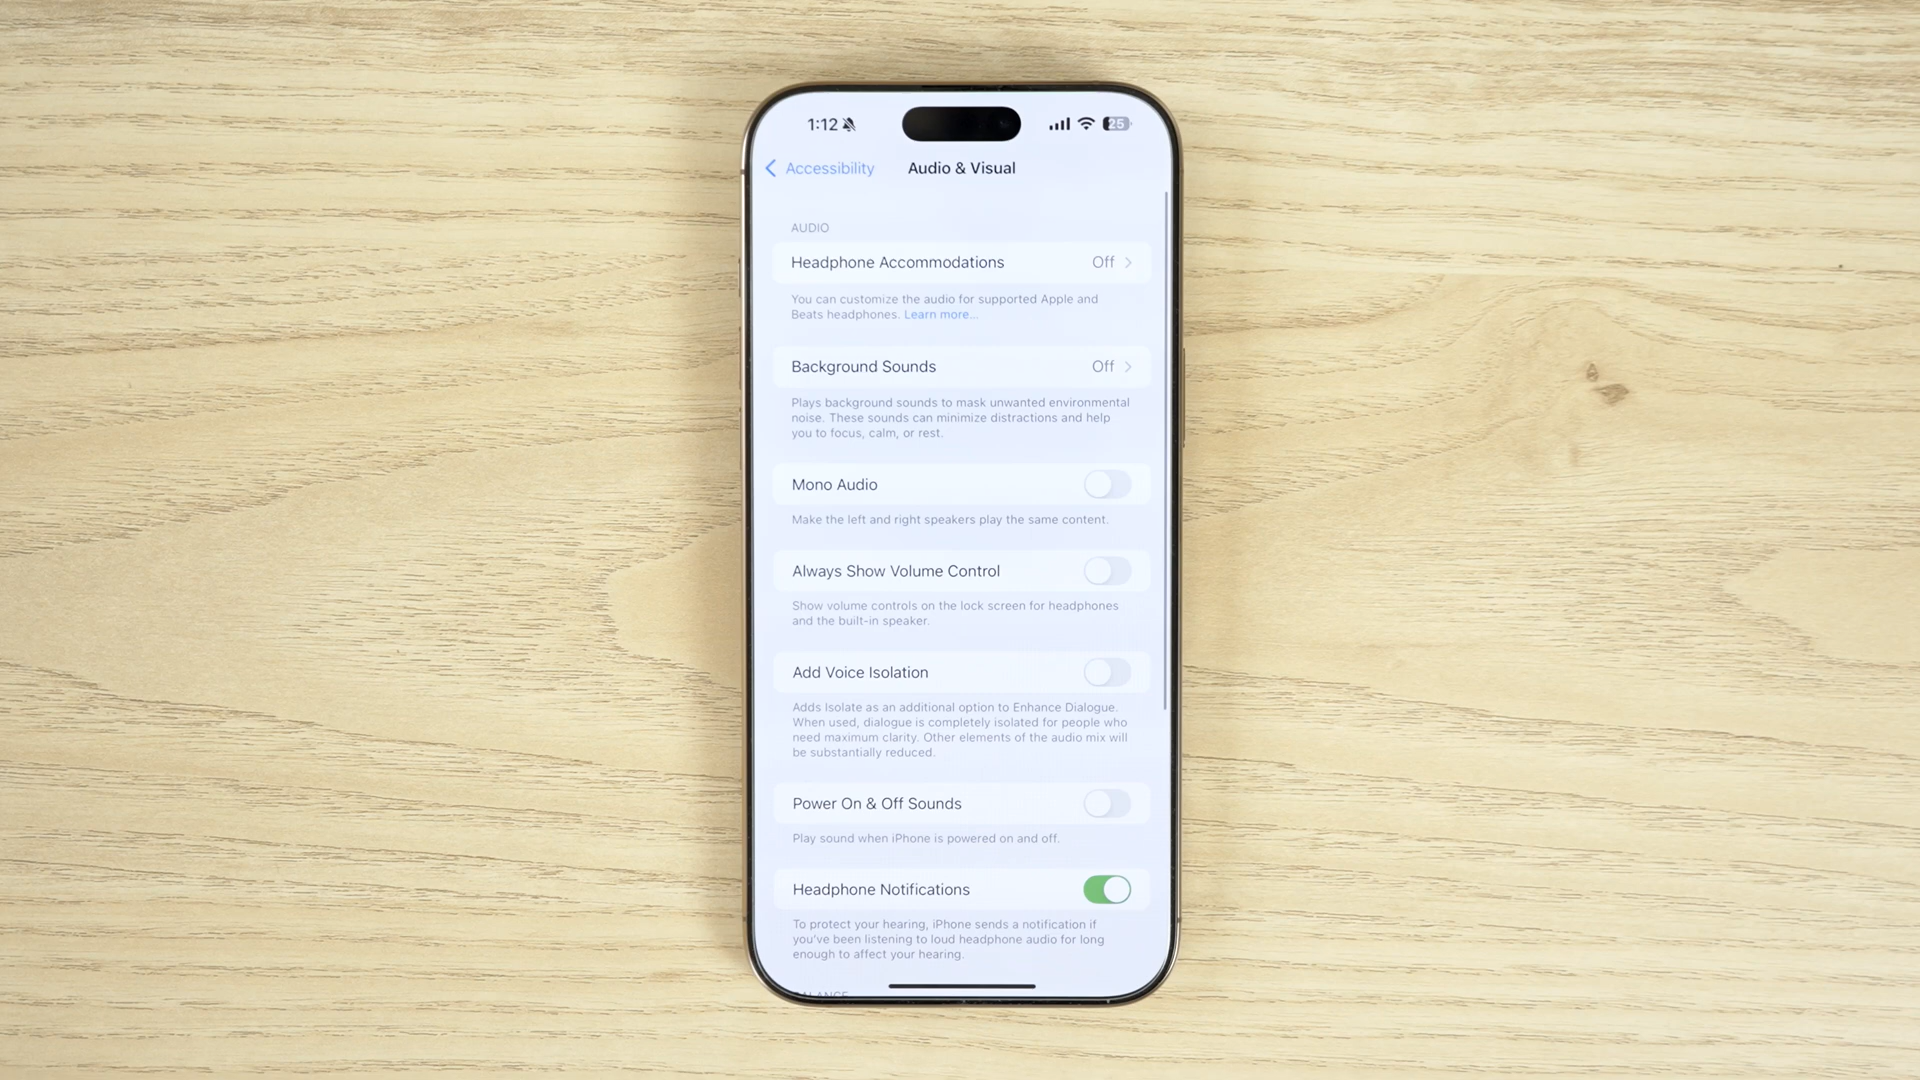 1:12 25
Accessibility Audio & Visual
AUDIO
Headphone Accommodations Off
You can customize the audio for supported Apple and
Beats headphones. Learn more...
Background Sounds Off
Plays background sounds to mask unwanted environmental
noise. These sounds can minimize distractions and help
you to focus, calm, or rest.
Mono Audio
Make the left and right speakers play the same content.
Always Show Volume Control
Show volume controls on the lock screen for headphones
and the built-in speaker.
Add Voice Isolation
Adds Isolate as an additional option to Enhance Dialogue.
When used, dialogue is completely isolated for people who
need maximum clarity. Other elements of the audio mix will
be substantially reduced.
Power On & Off Sounds
Play sound when iPhone is powered on and off.
Headphone Notifications
To protect your hearing, iPhone sends a notification if
you've been listening to loud headphone audio for long
enough to affect your hearing.
BALANCE